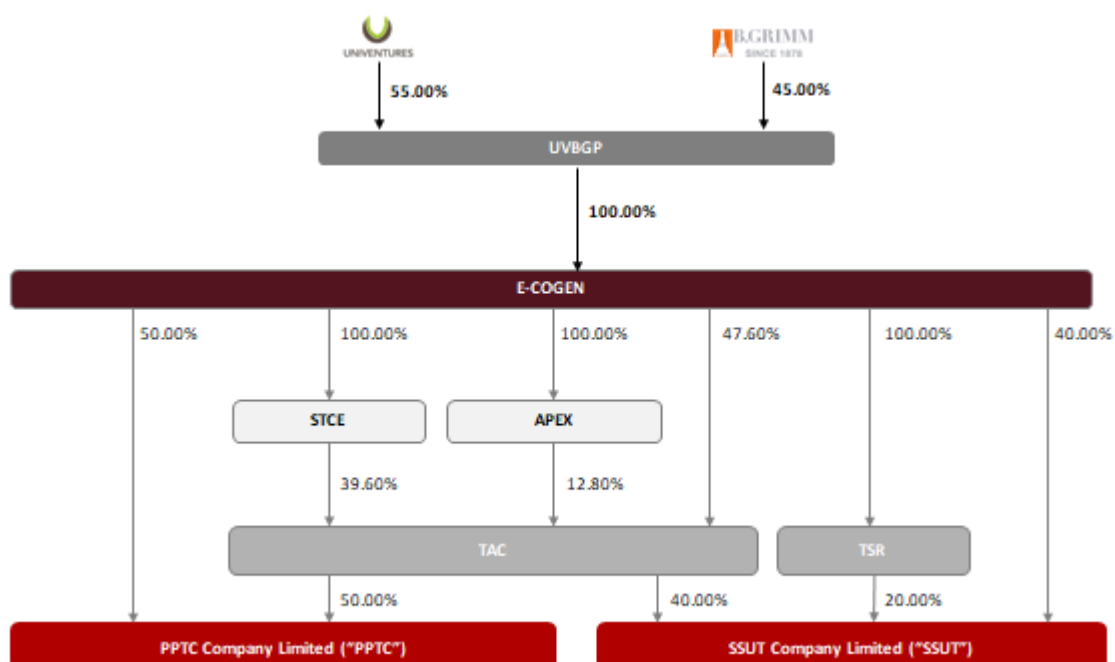 UNIVENTURES
B.GRIMM
SINCE 1878
55.00%
45.00%
UVBGP
100.00%
E-COGEN
50.00%
100.00%
100.00%
47.60%
100.00%
40.00%
STCE
APEX
39.60%
12.80%
TAC
TSR
50.00%
40.00%
20.00%
PPTC Company Limited (“PPTC”)
SSUT Company Limited (“SSUT”)